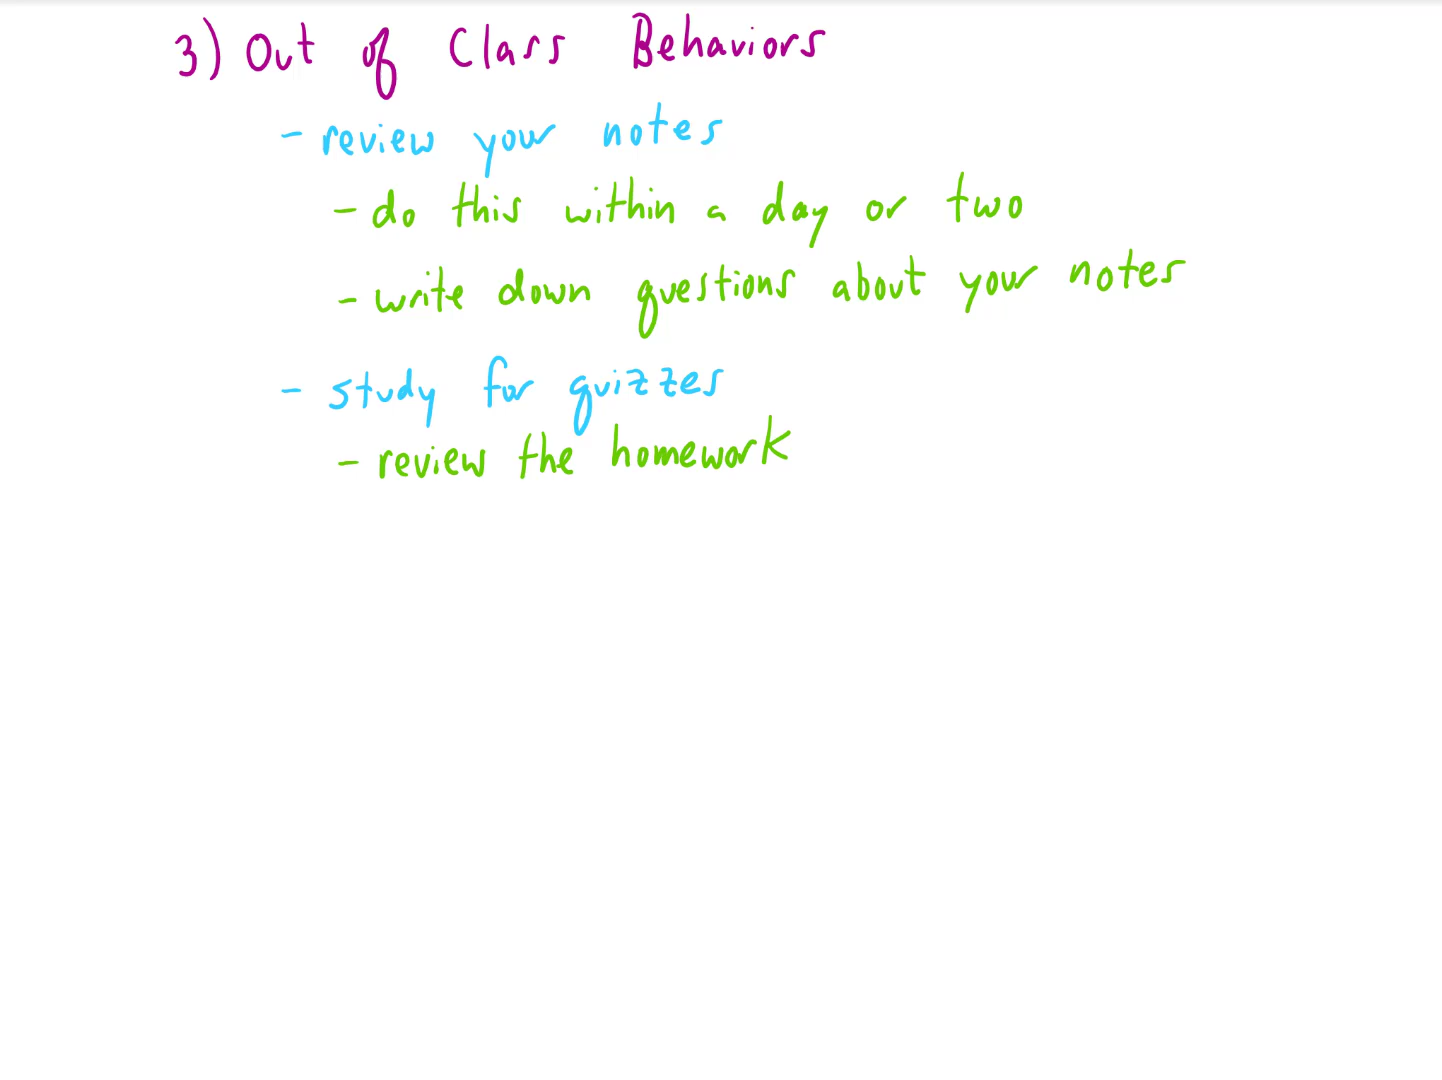 3) Out of Class Behaviors
- review your notes
- do this within a day or two
- write down questions about your notes
- study for quizzes
- review the homework